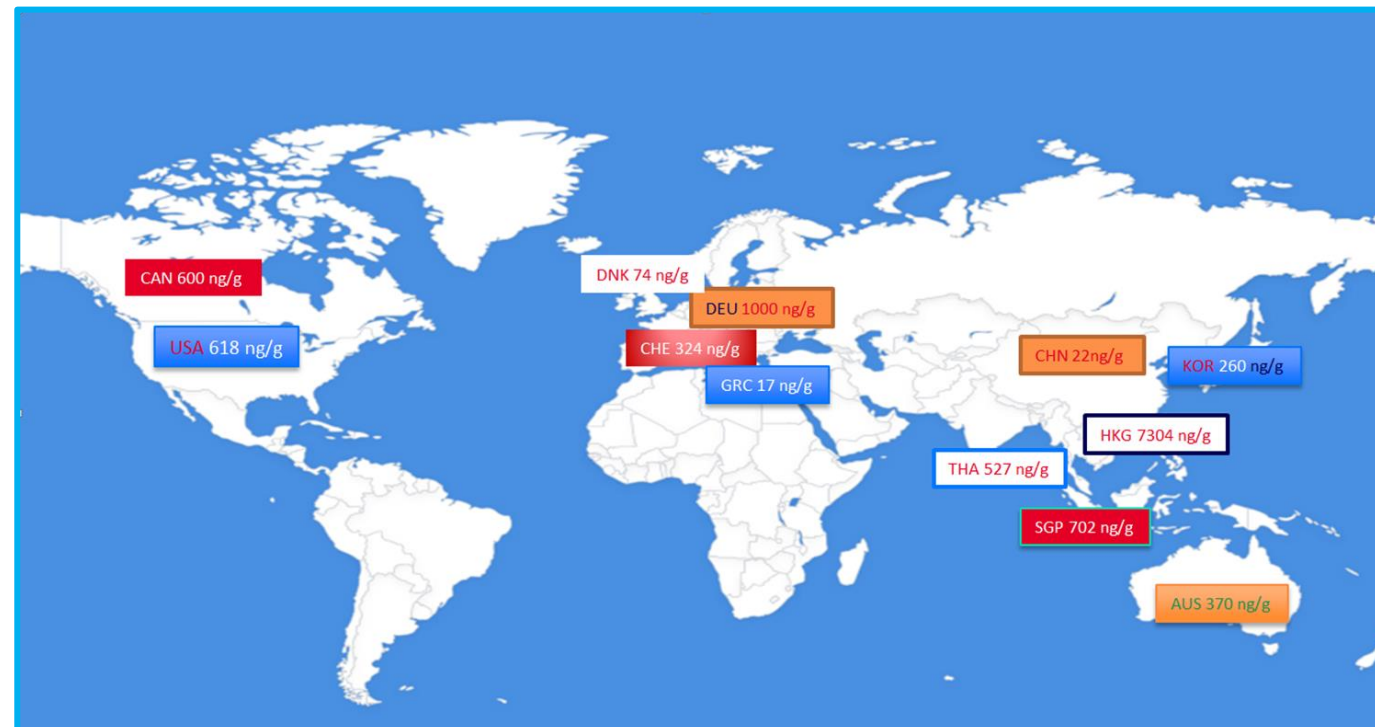 CAN 600 ng/g
DNK 74 ng/g
DEU 1000 ng/g
USA 618 ng/g
CHE 324 ng/g
CHN 22ng/g
KOR 260 ng/g
GRC 17 ng/g
HKG 7304 ng/g
THA 527 ng/g
SGP 702 ng/g
AUS 370 ng/g